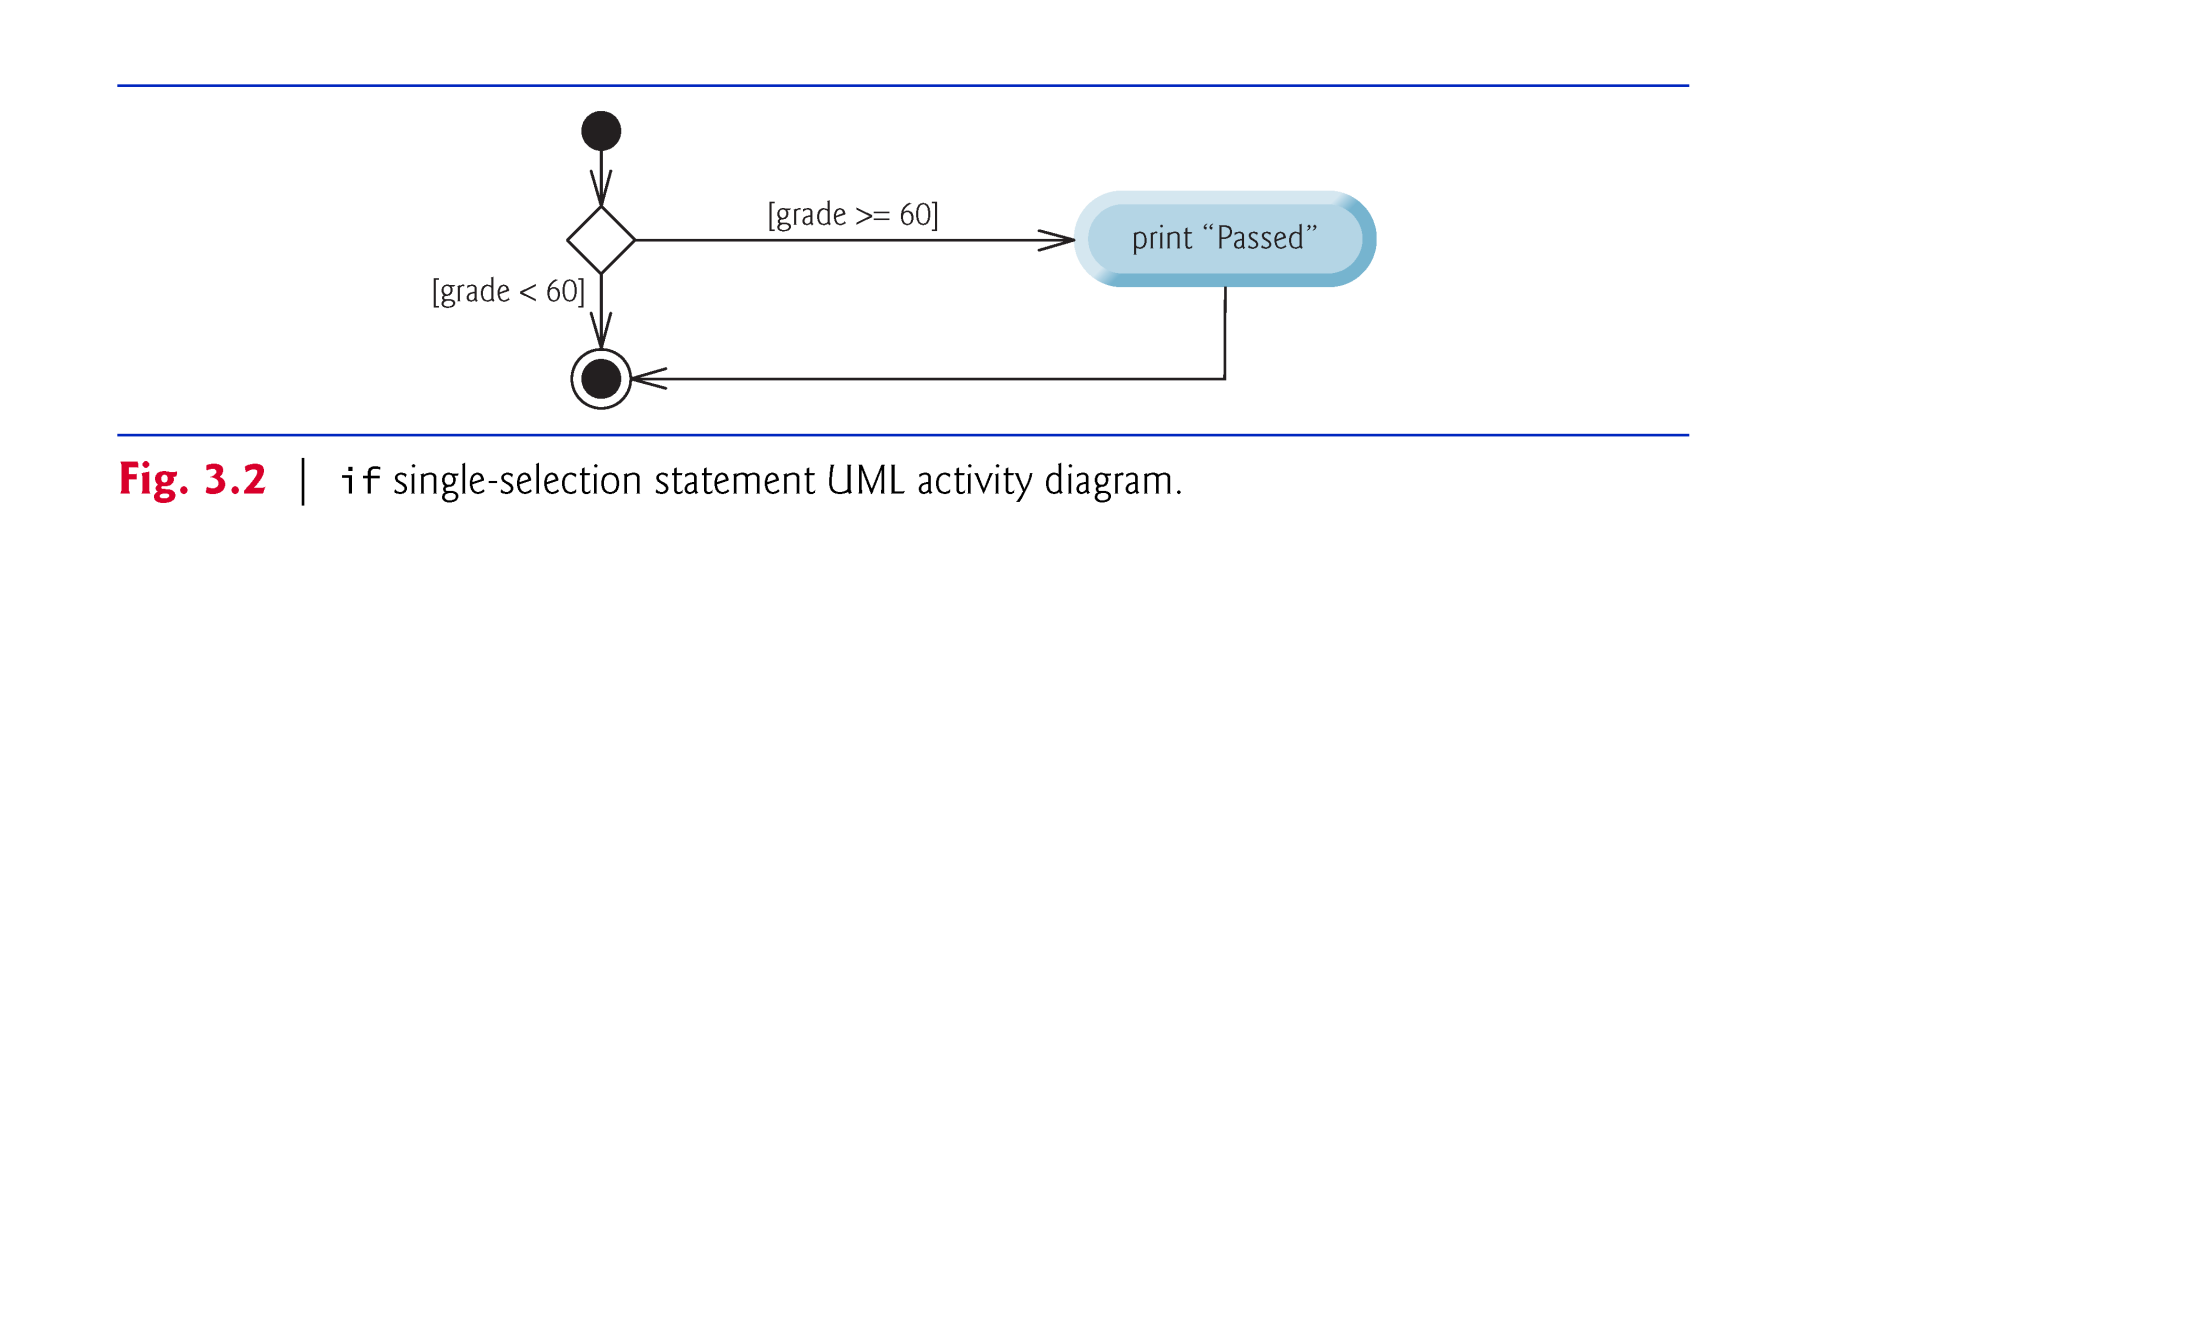 [grade >= 60]
print “Passed”
[grade < 60]
Fig. 3.2 | if single-selection statement UML activity diagram.